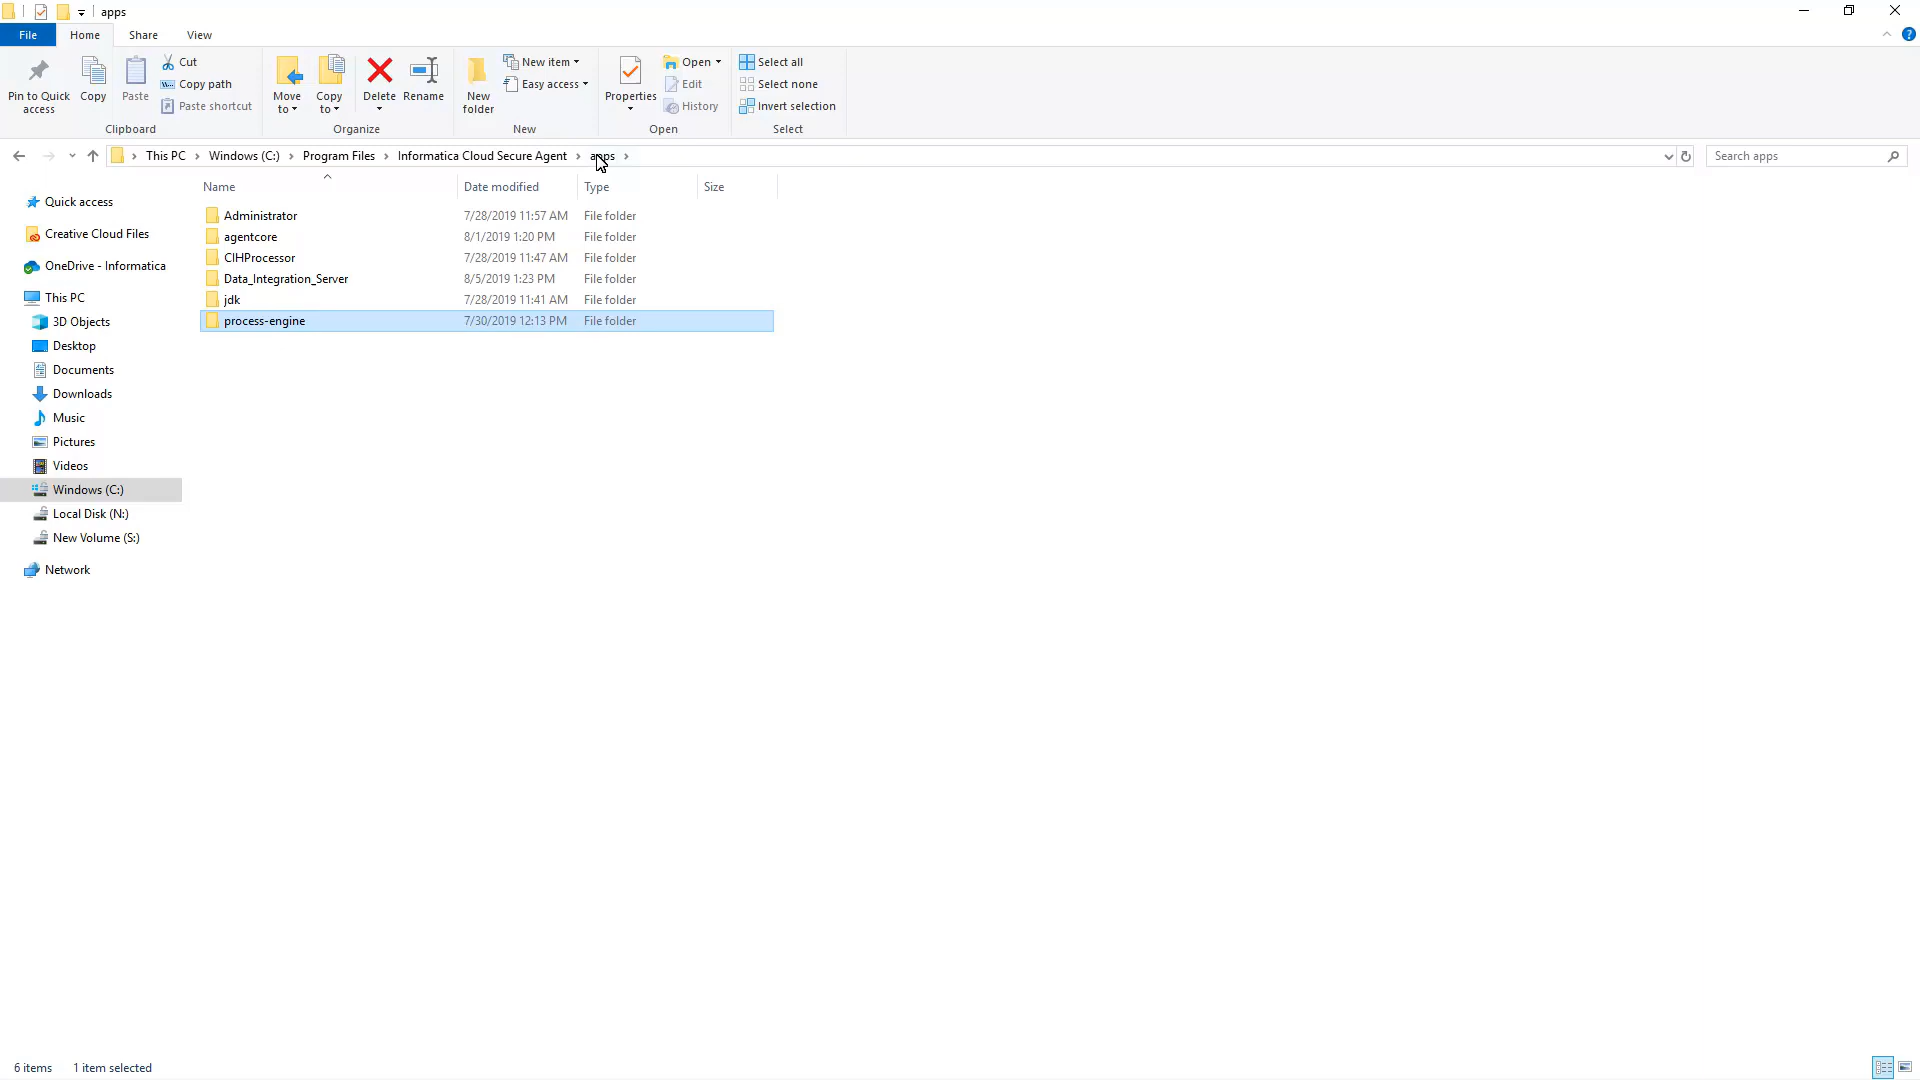 apps
File Home Share View
Pin to Quick access
Copy
Paste
Cut
Copy path
Paste shortcut
Clipboard
Move to
Copy to
Delete
Rename
Organize
New folder
New item
Easy access
New
Properties
Open
Edit
History
Open
Select all
Select none
Invert selection
Select
This PC Windows (C:) Program Files Informatica Cloud Secure Agent apps
Search apps
Name Date modified Type Size
Administrator 7/28/2019 11:57 AM File folder
agentcore 8/1/2019 1:20 PM File folder
CIHProcessor 7/28/2019 11:47 AM File folder
Data_Integration_Server 8/5/2019 1:23 PM File folder
jdk 7/28/2019 11:41 AM File folder
process-engine 7/30/2019 12:13 PM File folder
Quick access
Creative Cloud Files
OneDrive - Informatica
This PC
3D Objects
Desktop
Documents
Downloads
Music
Pictures
Videos
Windows (C:)
Local Disk (N:)
New Volume (S:)
Network
6 items 1 item selected